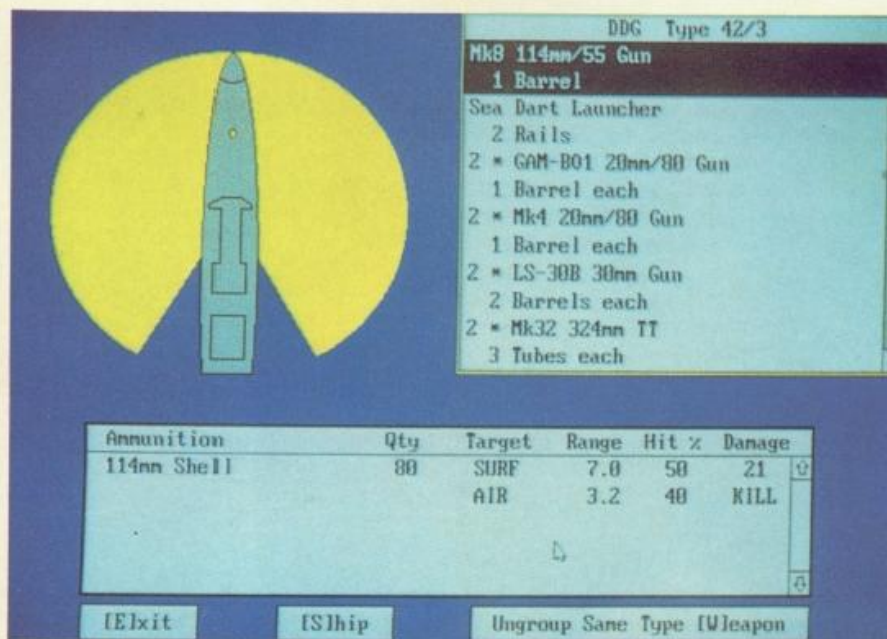 DDG Type 42/3
Mk8 114mm/55 Gun
1 Barrel
Sea Dart Launcher
2 Rails
2 * GAM-B01 20mm/80 Gun
1 Barrel each
2 * Mk4 20mm/80 Gun
1 Barrel each
2 * LS-30B 30mm Gun
2 Barrels each
2 * Mk32 324mm TT
3 Tubes each
Ammunition Qty Target Range Hit % Damage
114mm Shell 80 SURF 7.0 50 21
AIR 3.2 40 KILL
[E]xit [S]hip Ungroup Same Type [W]eapon